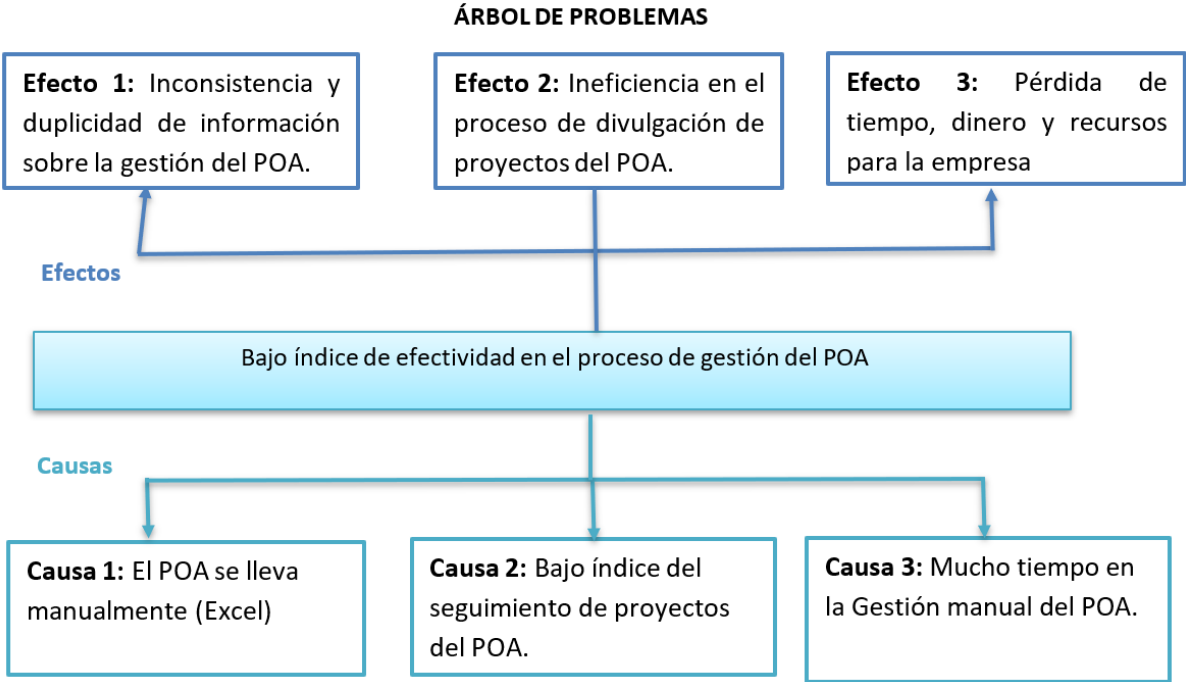 ÁRBOL DE PROBLEMAS
Efecto 1: Inconsistencia y
duplicidad de información
sobre la gestión del POA.
Efecto 2: Ineficiencia en el
proceso de divulgación de
proyectos del POA.
Efecto 3: Pérdida de
tiempo, dinero y recursos
para la empresa
Efectos
Bajo índice de efectividad en el proceso de gestión del POA
Causas
Causa 1: El POA se lleva
manualmente (Excel)
Causa 2: Bajo índice del
seguimiento de proyectos
del POA.
Causa 3: Mucho tiempo en
la Gestión manual del POA.